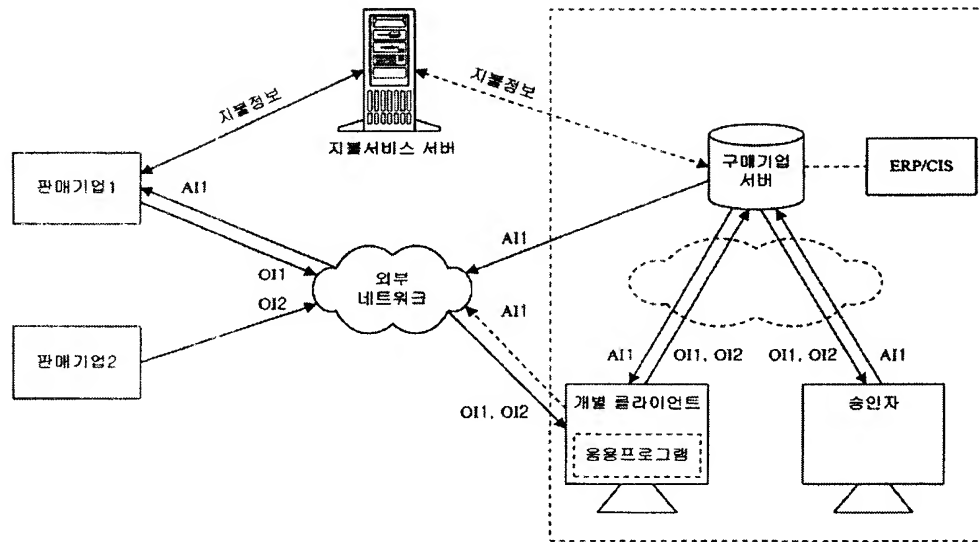 지불정보
지불정보
지불서비스 서버
구매기업
서버
ERP/CIS
판매기업1
AI1
AI1
OI1
외부
네트워크
OI2
AI1
판매기업2
AI1
OI1, OI2
OI1, OI2
AI1
OI1, OI2
개별 클라이언트
응용프로그램
승인자